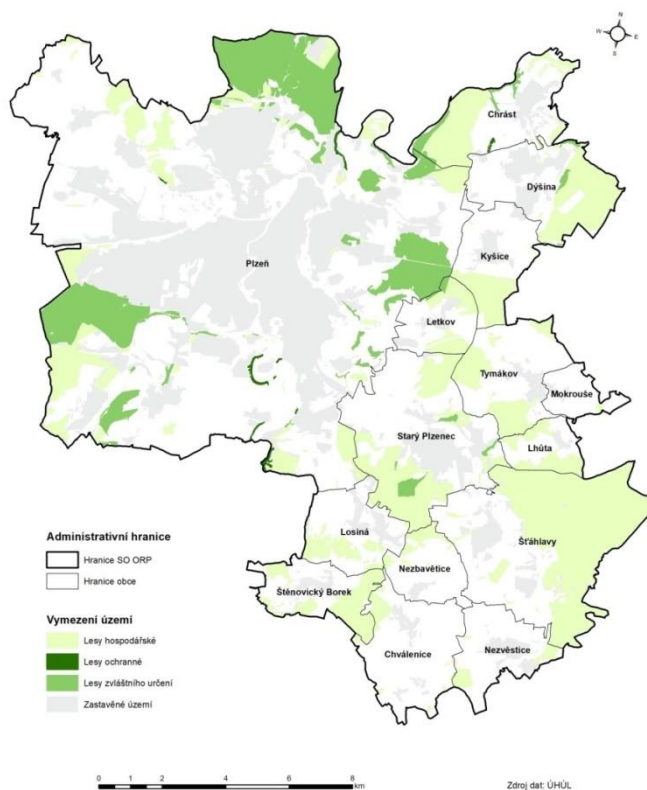 N
W E
S
Chrást
Dýšina
Plzeň
Kyšice
Letkov
Tymákov
Mokrouše
Starý Plzenec
Lhůta
Losiná
Šťáhlavy
Nezbavětice
Štěnovický Borek
Chválenice
Nezvěstice
Administrativní hranice
Hranice SO ORP
Hranice obce
Vymezení území
Lesy hospodářské
Lesy ochranné
Lesy zvláštního určení
Zastavěné území
0 2 4 6 8
km
Zdroj dat: ÚHÚL